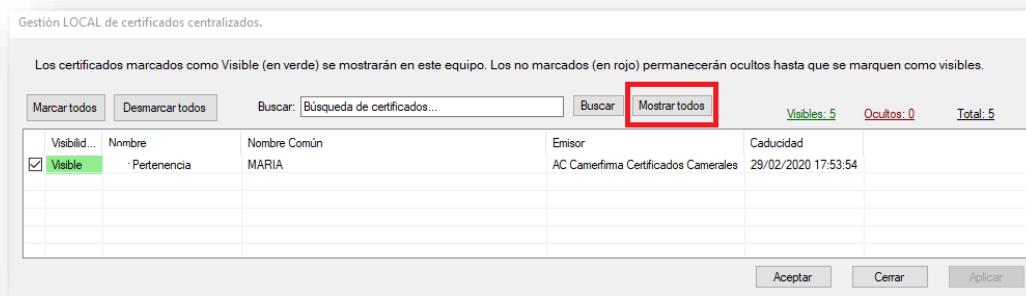 Gestión LOCAL de certificados centralizados.
Los certificados marcados como Visible (en verde) se mostrarán en este equipo. Los no marcados (en rojo) permanecerán ocultos hasta que se marquen como visibles.
Marcar todos Desmarcar todos Buscar: Búsqueda de certificados... Buscar Mostrar todos Visibles: 5 Ocultos: 0 Total: 5
Visibilid... Nombre Nombre Común Emisor Caducidad
Visible Pertenencia MARIA AC Camerfirma Certificados Camerales 29/02/2020 17:53:54
Aceptar Cerrar Aplicar